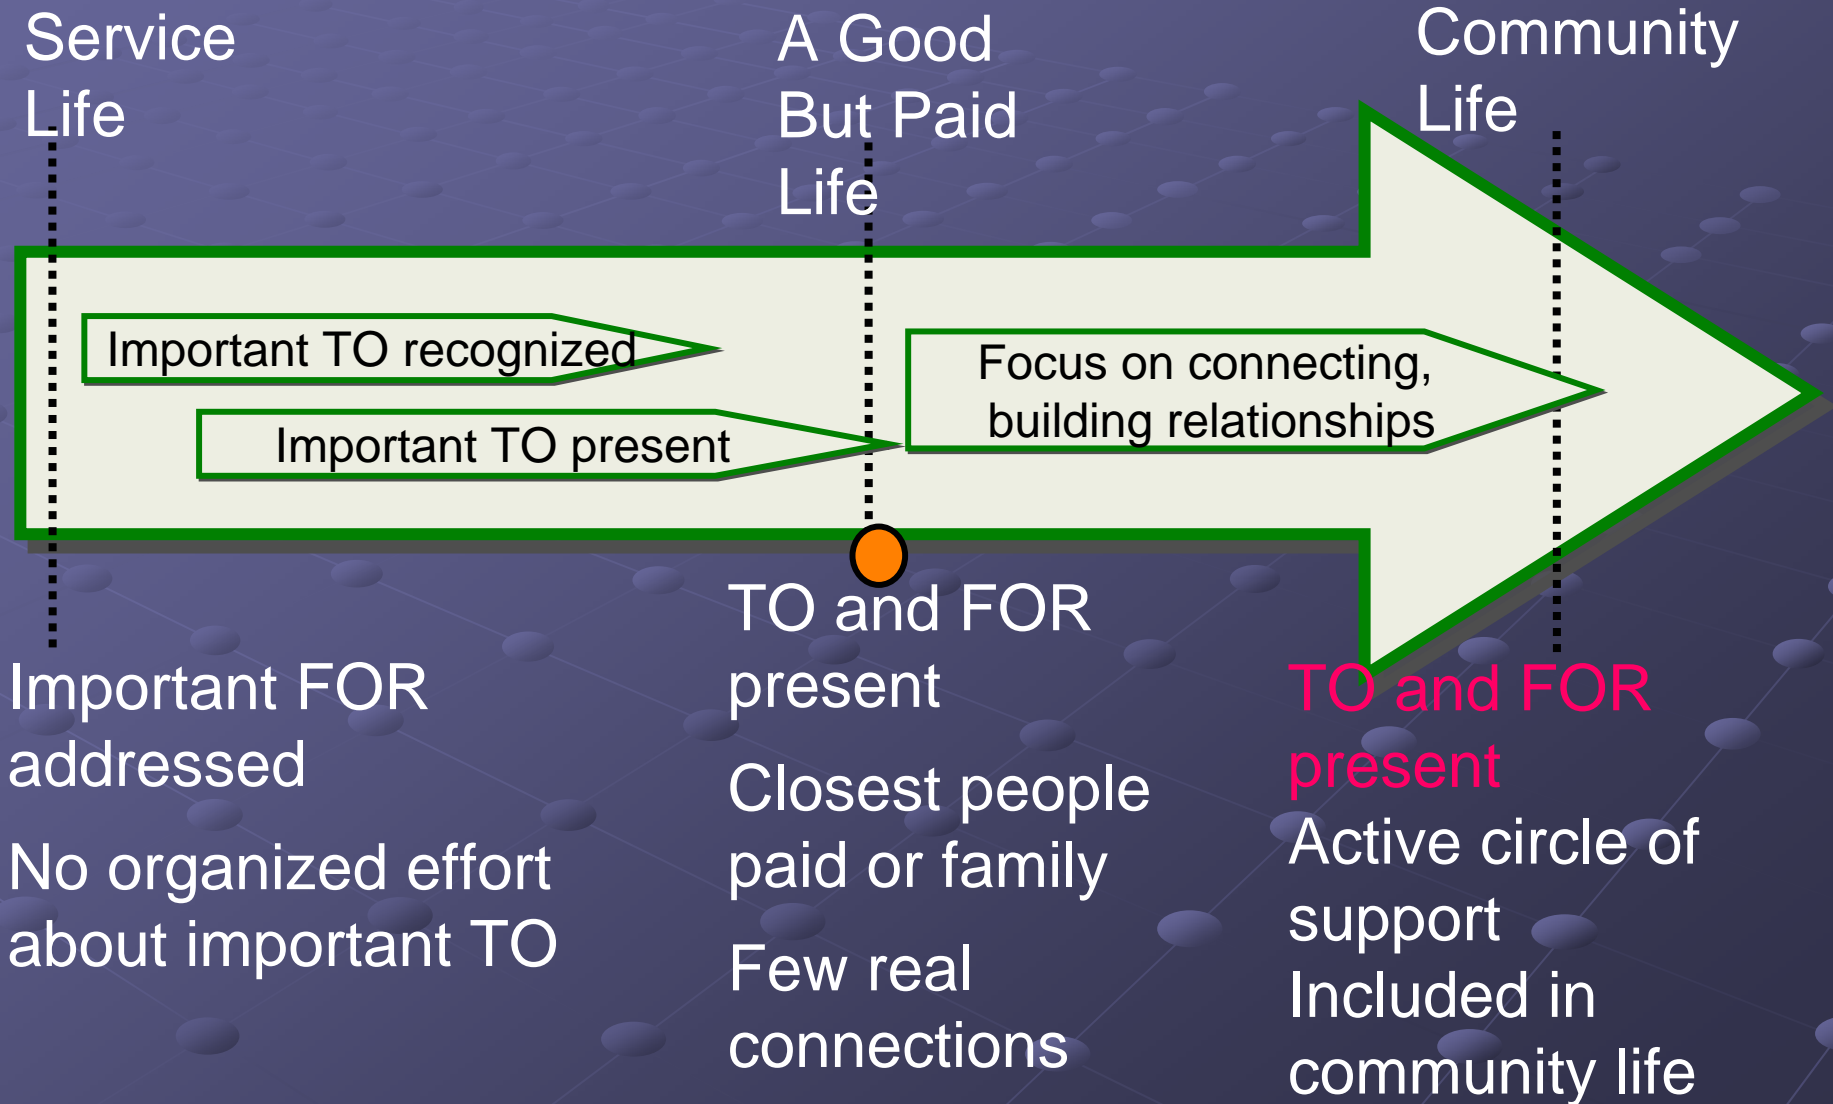 Service
Life
A Good
But Paid
Life
Community
Life
Important TO recognized
Important TO present
Focus on connecting,
building relationships
Important FOR
addressed
No organized effort
about important TO
TO and FOR
present
Closest people
paid or family
Few real
connections
TO and FOR
present
Active circle of
support
Included in
community life